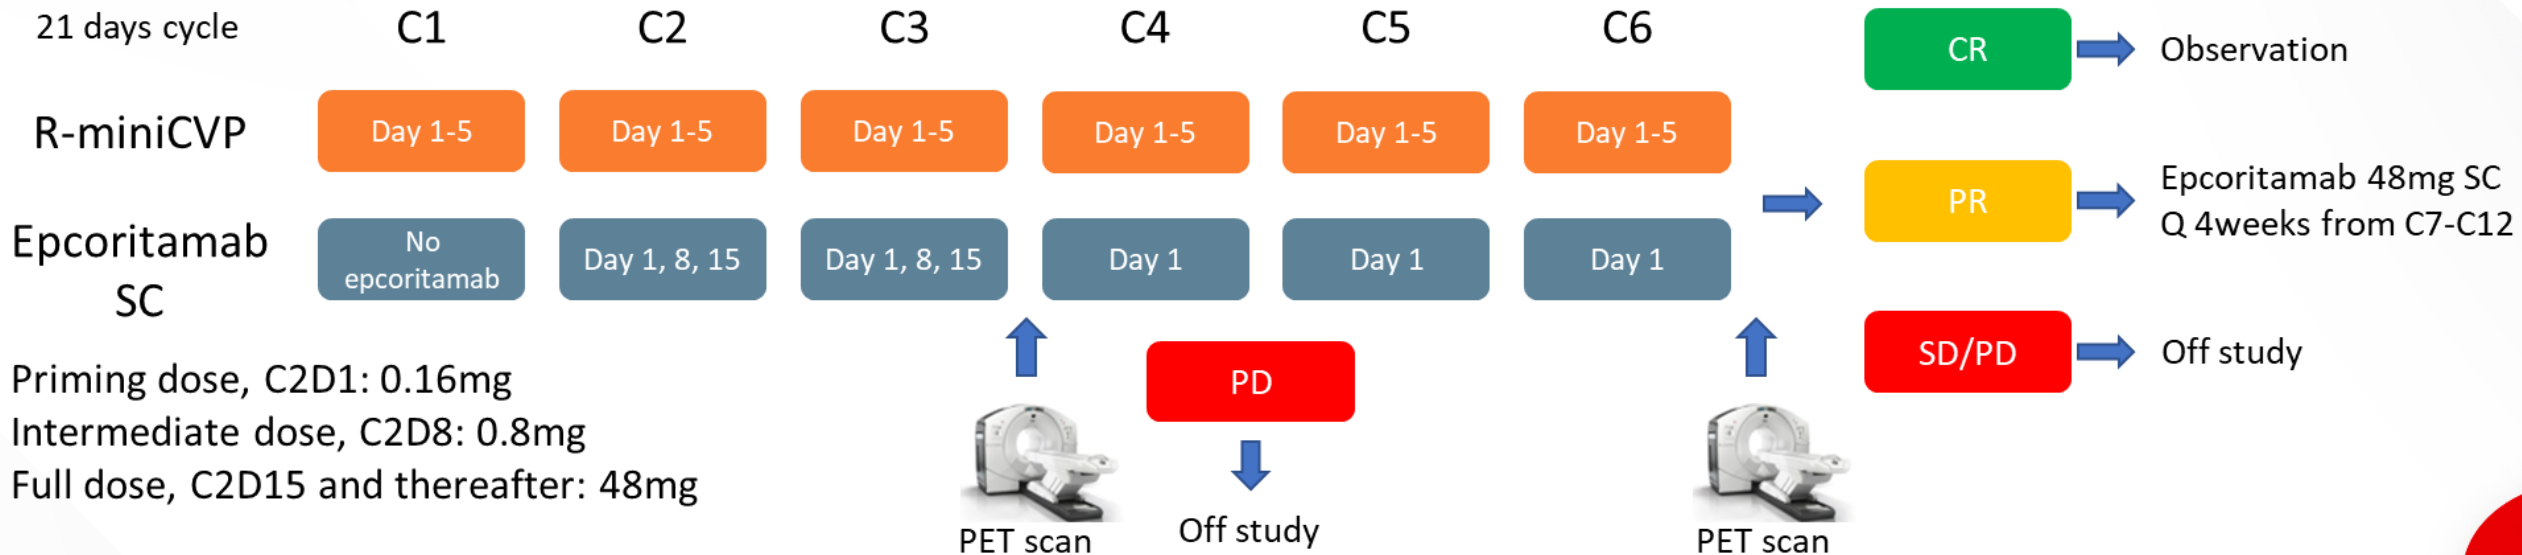 21 days cycle
C1
C2
C3
C4
C5
C6
R-miniCVP
Day 1-5
Day 1-5
Day 1-5
Day 1-5
Day 1-5
Day 1-5
Epcoritamab
SC
No
epcoritamab
Day 1, 8, 15
Day 1, 8, 15
Day 1
Day 1
Day 1
Priming dose, C2D1: 0.16mg
Intermediate dose, C2D8: 0.8mg
Full dose, C2D15 and thereafter: 48mg
PET scan
PD
Off study
PET scan
CR
Observation
PR
Epcoritamab 48mg SC
Q 4weeks from C7-C12
SD/PD
Off study